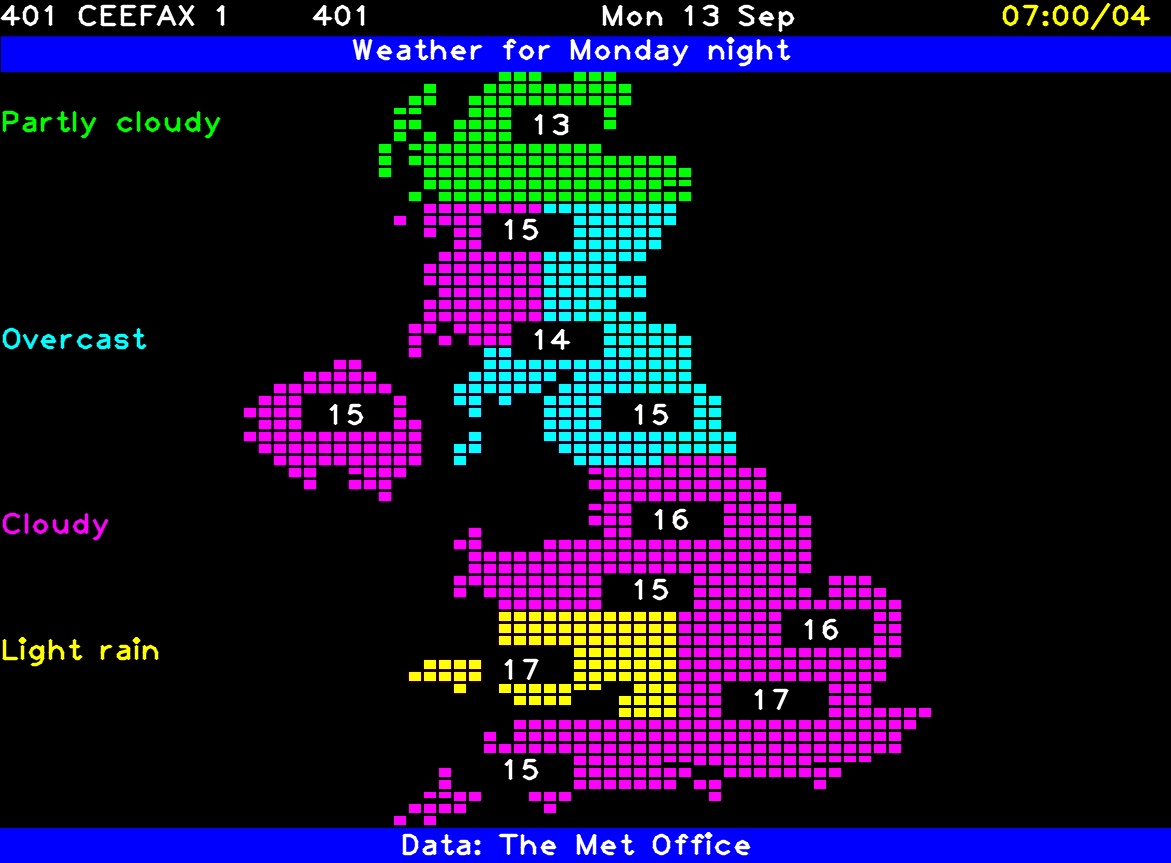 401 CEEFAX 1 401 Mon 13 Sep 07:00/04
Weather for Monday night
Partly cloudy
13
15
Overcast
14
15
15
Cloudy
16
15
16
Light rain
17
17
15
Data: The Met Office